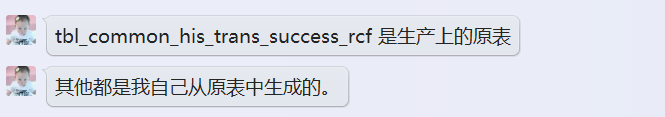 tbl_common_his_trans_success_rcf 是生产上的原表
其他都是我自己从原表中生成的。